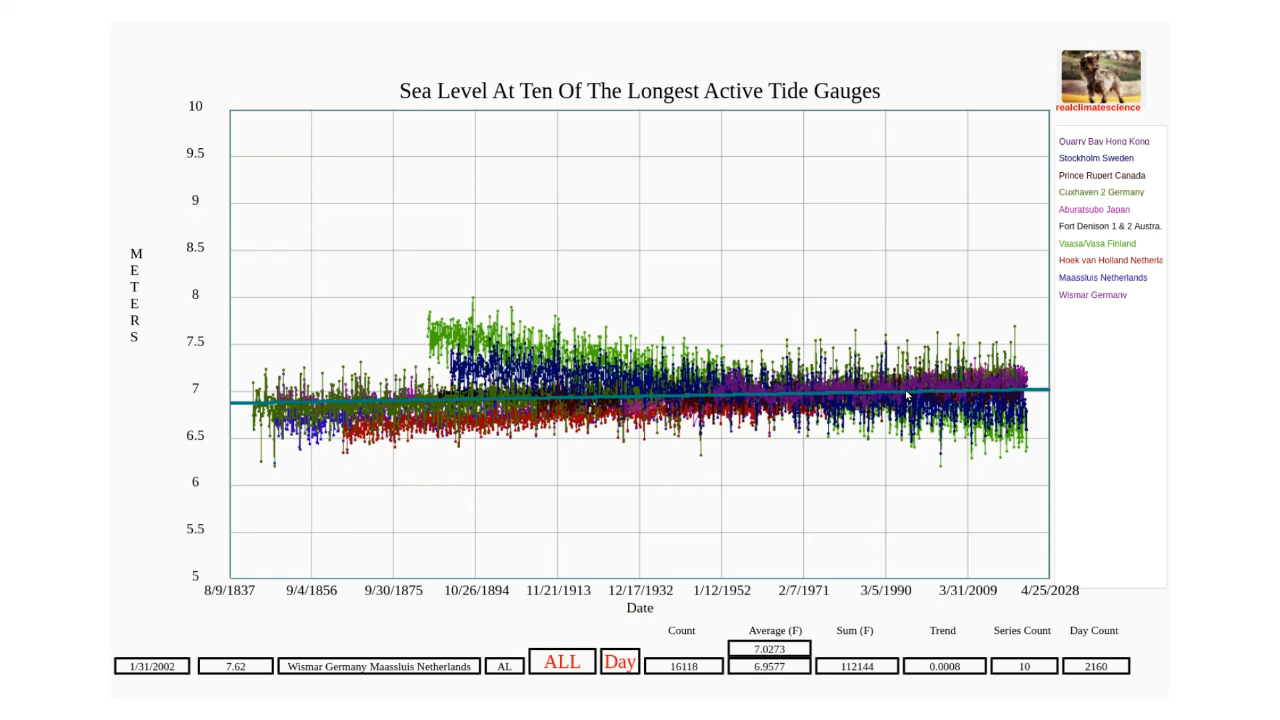 Sea Level At Ten Of The Longest Active Tide Gauges
realclimatescience
10
9.5
9
8.5
8
7.5
7
6.5
6
5.5
5
METERS
8/9/1837 9/4/1856 9/30/1875 10/26/1894 11/21/1913 12/17/1932 1/12/1952 2/7/1971 3/5/1990 3/31/2009 4/25/2028
Date
Quarry Bay Hong Kong
Stockholm Sweden
Prince Rupert Canada
Cuxhaven 2 Germany
Aburatsubo Japan
Fort Denison 1 & 2 Austra.
Vaasa/Vasa Finland
Hoek van Holland Netherla
Maassluis Netherlands
Wismar Germany
Count Average (F) Sum (F) Trend Series Count Day Count
7.0273
1/31/2002 7.62 Wismar Germany Maassluis Netherlands AL ALL Day 16118 6.9577 112144 0.0008 10 2160